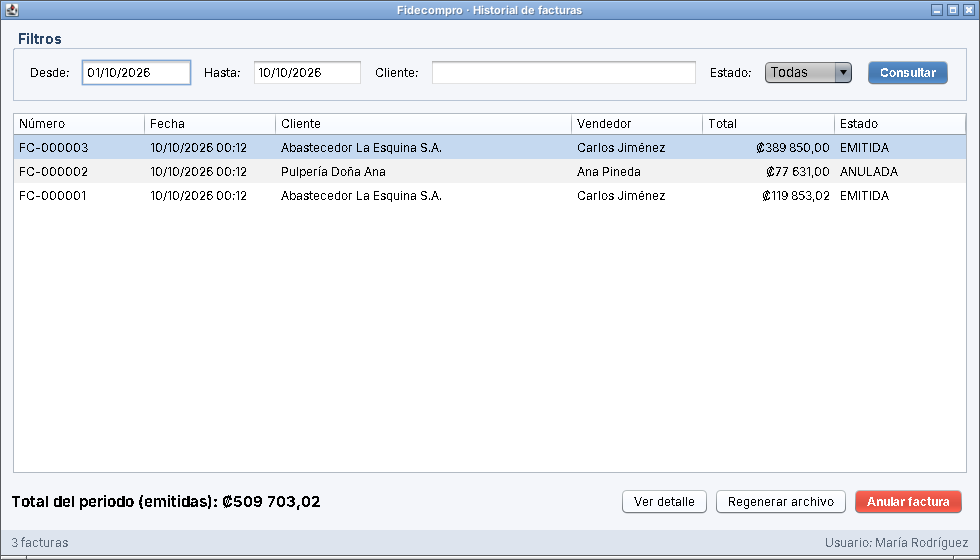 Fidecompro · Historial de facturas
Filtros
Desde: 01/10/2026 Hasta: 10/10/2026 Cliente: Estado: Todas Consultar
Número Fecha Cliente Vendedor Total Estado
FC-000003 10/10/2026 00:12 Abastecedor La Esquina S.A. Carlos Jiménez ₡389 850,00 EMITIDA
FC-000002 10/10/2026 00:12 Pulpería Doña Ana Ana Pineda ₡77 631,00 ANULADA
FC-000001 10/10/2026 00:12 Abastecedor La Esquina S.A. Carlos Jiménez ₡119 853,02 EMITIDA
Total del periodo (emitidas): ₡509 703,02 Ver detalle Regenerar archivo Anular factura
3 facturas Usuario: María Rodríguez